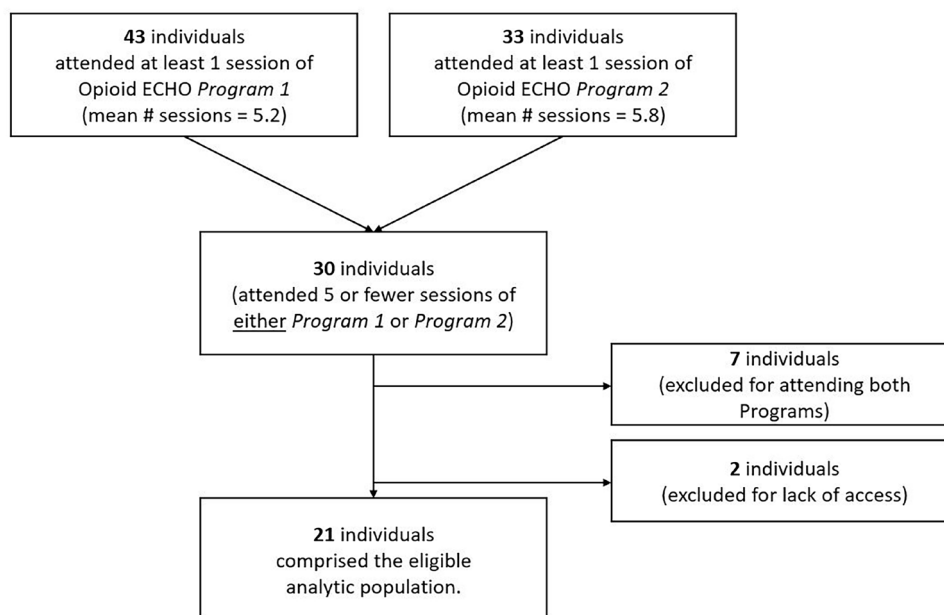 43 individuals
attended at least 1 session of
Opioid ECHO Program 1
(mean # sessions = 5.2)
33 individuals
attended at least 1 session of
Opioid ECHO Program 2
(mean # sessions = 5.8)
30 individuals
(attended 5 or fewer sessions of
either Program 1 or Program 2)
7 individuals
(excluded for attending both
Programs)
2 individuals
(excluded for lack of access)
21 individuals
comprised the eligible
analytic population.